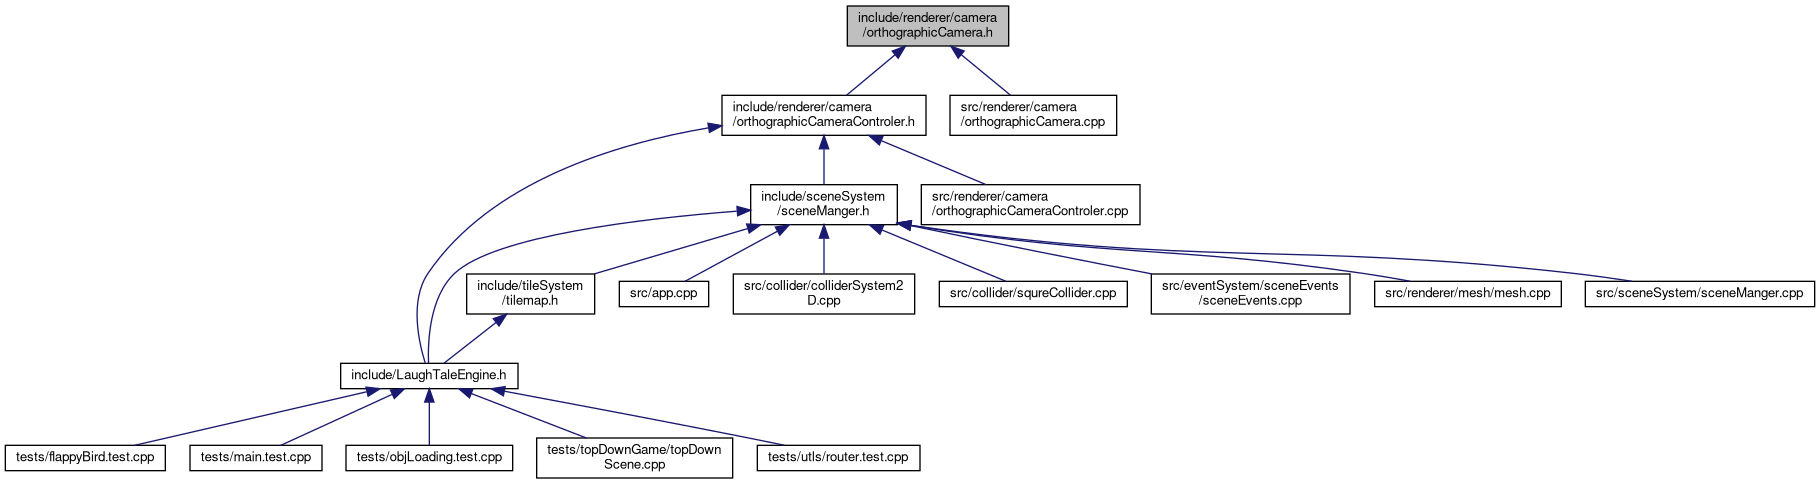 include/renderer/camera
/orthographicCamera.h
include/renderer/camera
/orthographicCameraControler.h
src/renderer/camera
/orthographicCamera.cpp
include/sceneSystem
/sceneManger.h
src/renderer/camera
/orthographicCameraControler.cpp
include/tileSystem
/tilemap.h
src/app.cpp
src/collider/colliderSystem2
D.cpp
src/collider/squreCollider.cpp
src/eventSystem/sceneEvents
/sceneEvents.cpp
src/renderer/mesh/mesh.cpp
src/sceneSystem/sceneManger.cpp
include/LaughTaleEngine.h
tests/flappyBird.test.cpp
tests/main.test.cpp
tests/objLoading.test.cpp
tests/topDownGame/topDown
Scene.cpp
tests/utls/router.test.cpp